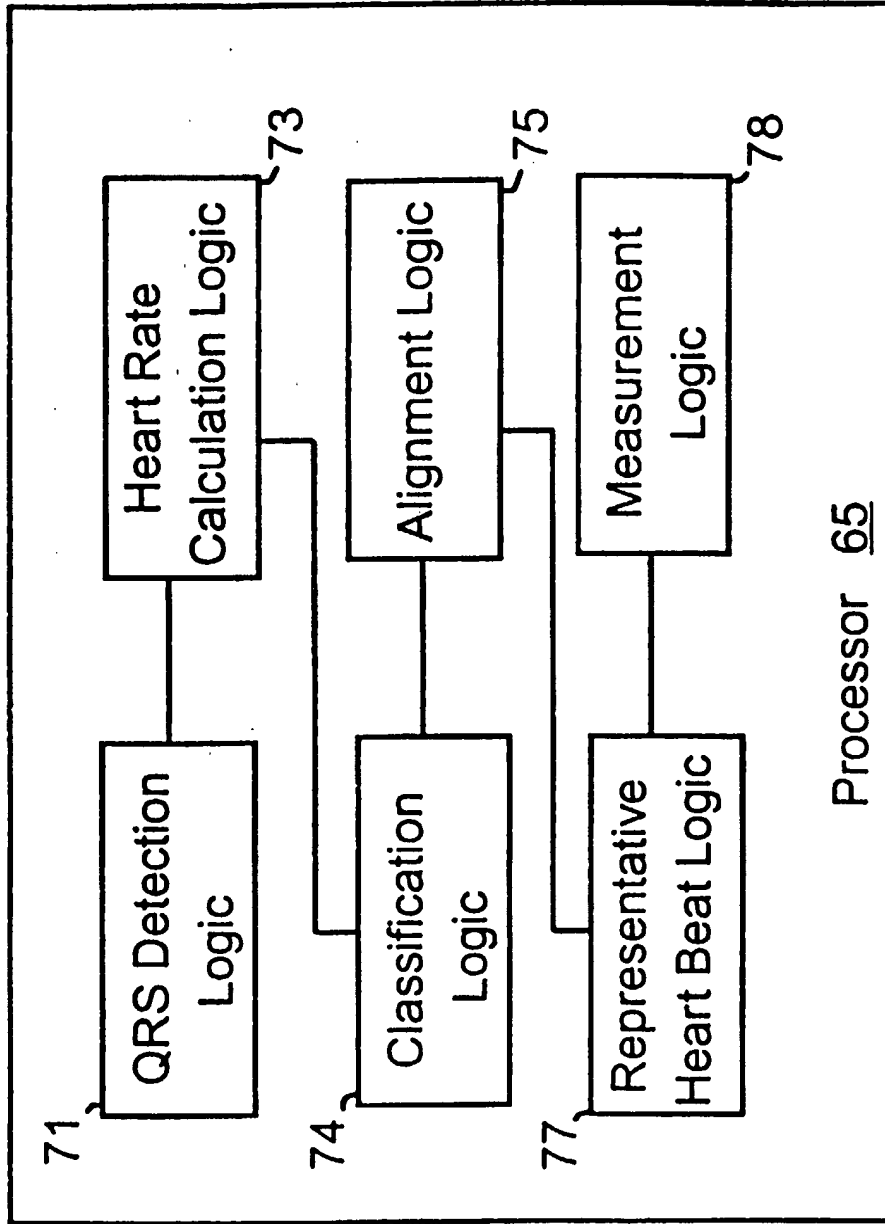 71
QRS Detection
Logic
Heart Rate
Calculation Logic
73
74
Classification
Logic
Alignment Logic
75
77
Representative
Heart Beat Logic
Measurement
Logic
78
Processor 65